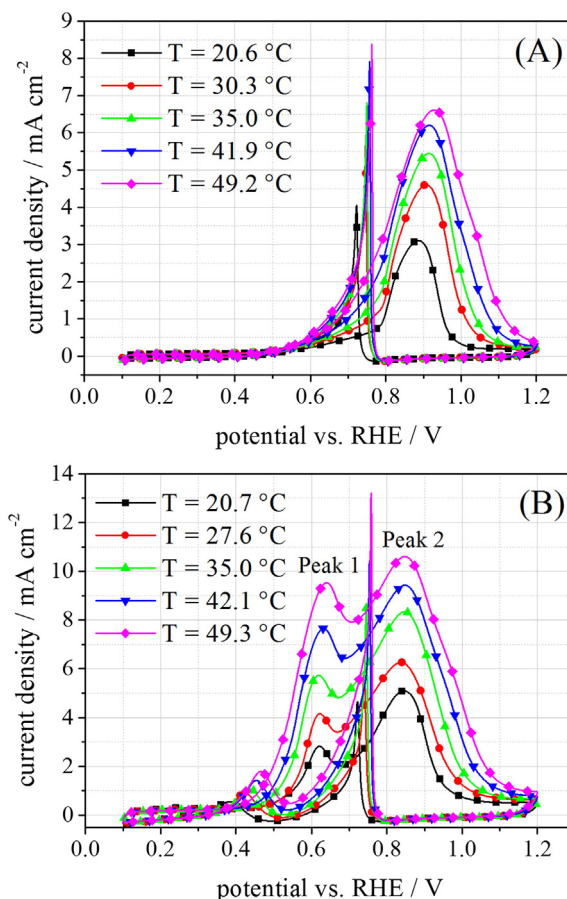 9
8
7
6
5
4
3
2
1
0
current density / mA cm⁻²
(A)
T = 20.6 °C
T = 30.3 °C
T = 35.0 °C
T = 41.9 °C
T = 49.2 °C
0.0 0.2 0.4 0.6 0.8 1.0 1.2
potential vs. RHE / V
14
12
10
8
6
4
2
0
current density / mA cm⁻²
(B)
T = 20.7 °C
T = 27.6 °C
T = 35.0 °C
T = 42.1 °C
T = 49.3 °C
Peak 1
Peak 2
0.0 0.2 0.4 0.6 0.8 1.0 1.2
potential vs. RHE / V